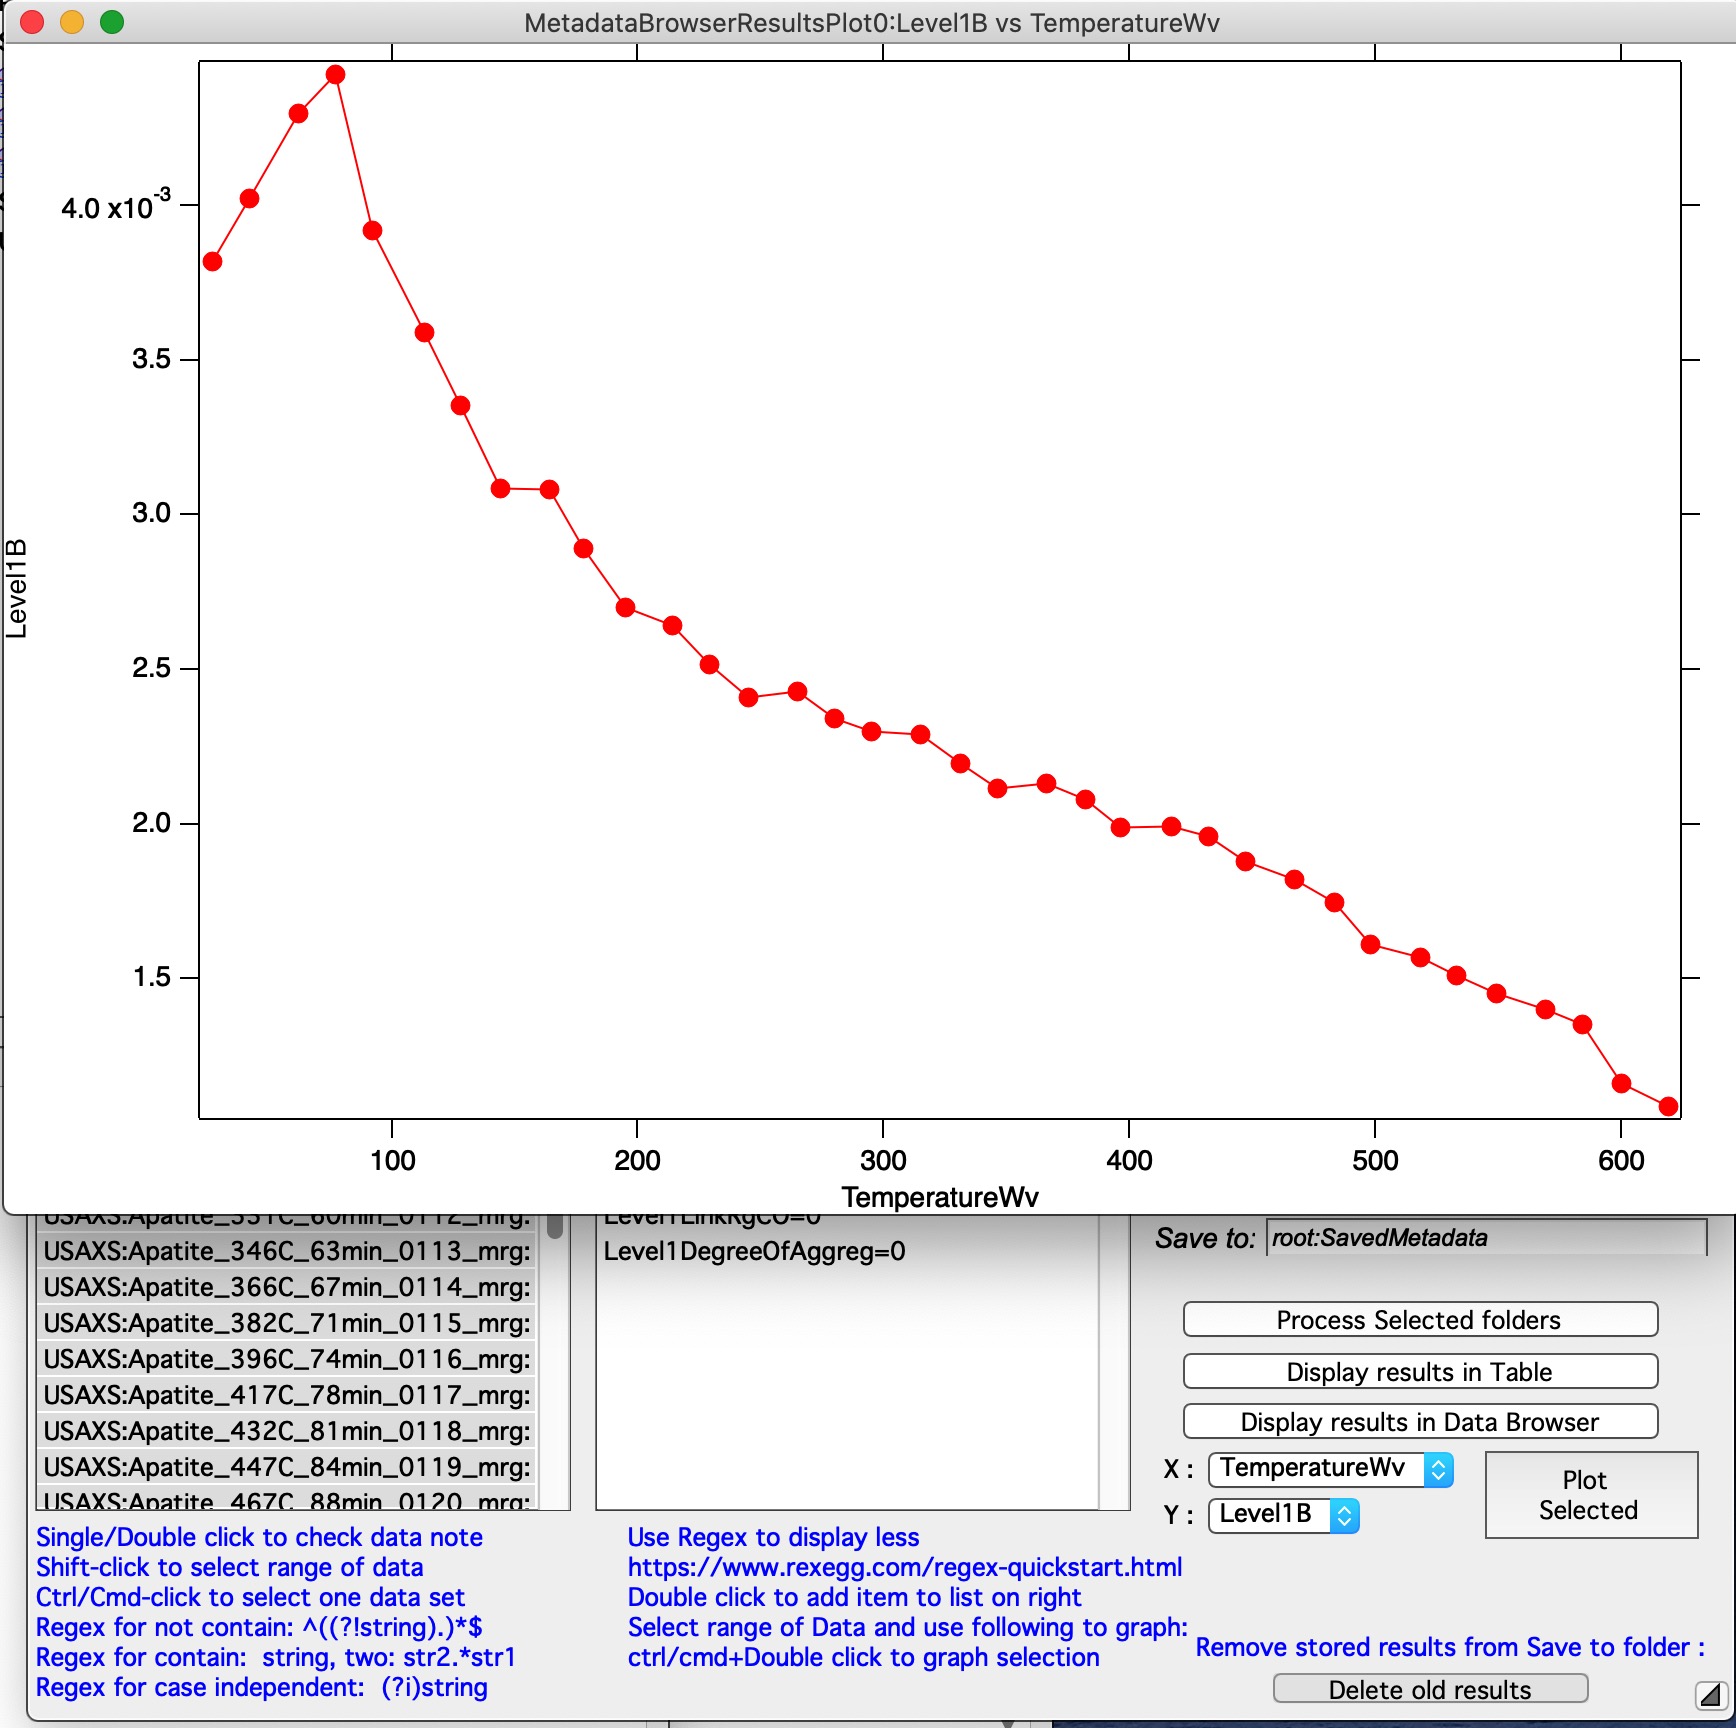 MetadataBrowserResultsPlot0:Level1B vs TemperatureWv
4.0 x10-3
3.5
3.0
2.5
2.0
1.5
Level1B
100 200 300 400 500 600
TemperatureWv
USAXS:Apatite_331C_60min_0112_mrg:
USAXS:Apatite_346C_63min_0113_mrg:
USAXS:Apatite_366C_67min_0114_mrg:
USAXS:Apatite_382C_71min_0115_mrg:
USAXS:Apatite_396C_74min_0116_mrg:
USAXS:Apatite_417C_78min_0117_mrg:
USAXS:Apatite_432C_81min_0118_mrg:
USAXS:Apatite_447C_84min_0119_mrg:
USAXS:Apatite_467C_88min_0120_mrg:
Level1LinkRgCO=0
Level1DegreeOfAggreg=0
Save to: root:SavedMetadata
Process Selected folders
Display results in Table
Display results in Data Browser
X : TemperatureWv
Y : Level1B
Plot
Selected
Single/Double click to check data note
Shift-click to select range of data
Ctrl/Cmd-click to select one data set
Regex for not contain: ^((?!string).)*$
Regex for contain:  string, two: str2.*str1
Regex for case independent:  (?i)string
Use Regex to display less
https://www.rexegg.com/regex-quickstart.html
Double click to add item to list on right
Select range of Data and use following to graph:
ctrl/cmd+Double click to graph selection
Remove stored results from Save to folder :
Delete old results